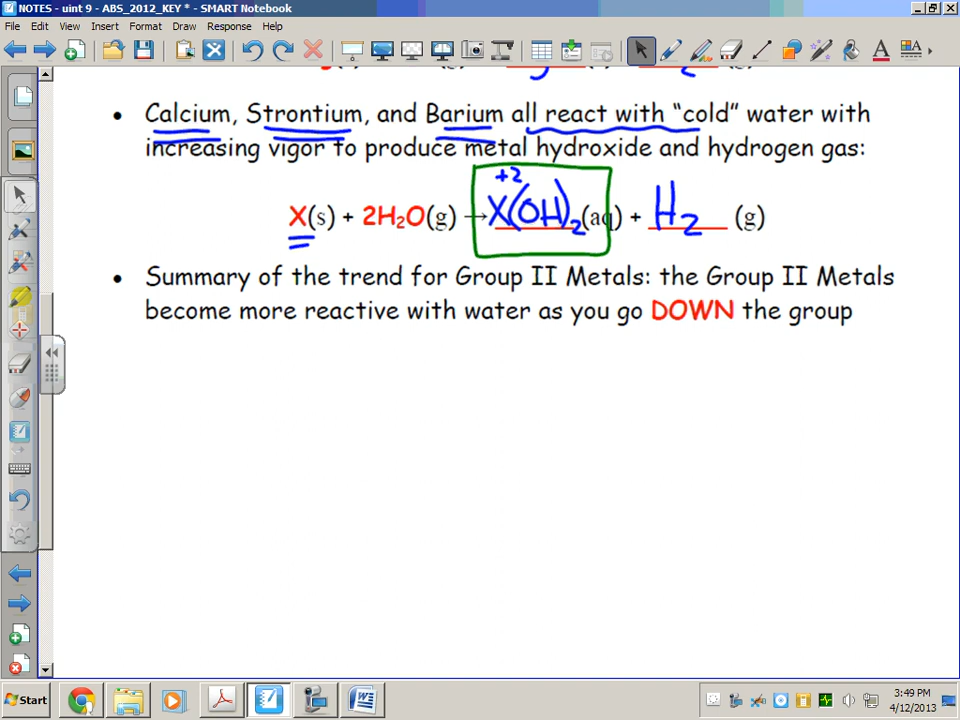 NOTES - uint 9 - ABS_2012_KEY * - SMART Notebook
File Edit View Insert Format Draw Response Help
(g)
• Calcium, Strontium, and Barium all react with “cold” water with
increasing vigor to produce metal hydroxide and hydrogen gas:
+2
X(s) + 2H₂O(g) → X(OH)₂ (aq) + H₂ (g)
• Summary of the trend for Group II Metals: the Group II Metals
become more reactive with water as you go DOWN the group
Start
3:49 PM
4/12/2013